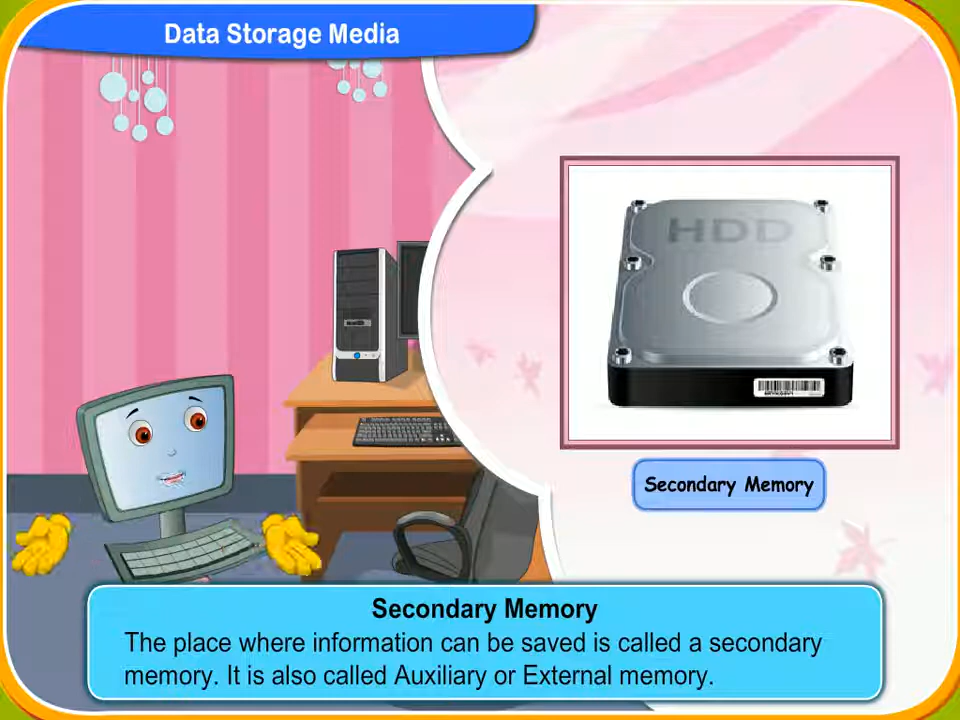 Data Storage Media
HDD
Secondary Memory
Secondary Memory
The place where information can be saved is called a secondary
memory. It is also called Auxiliary or External memory.